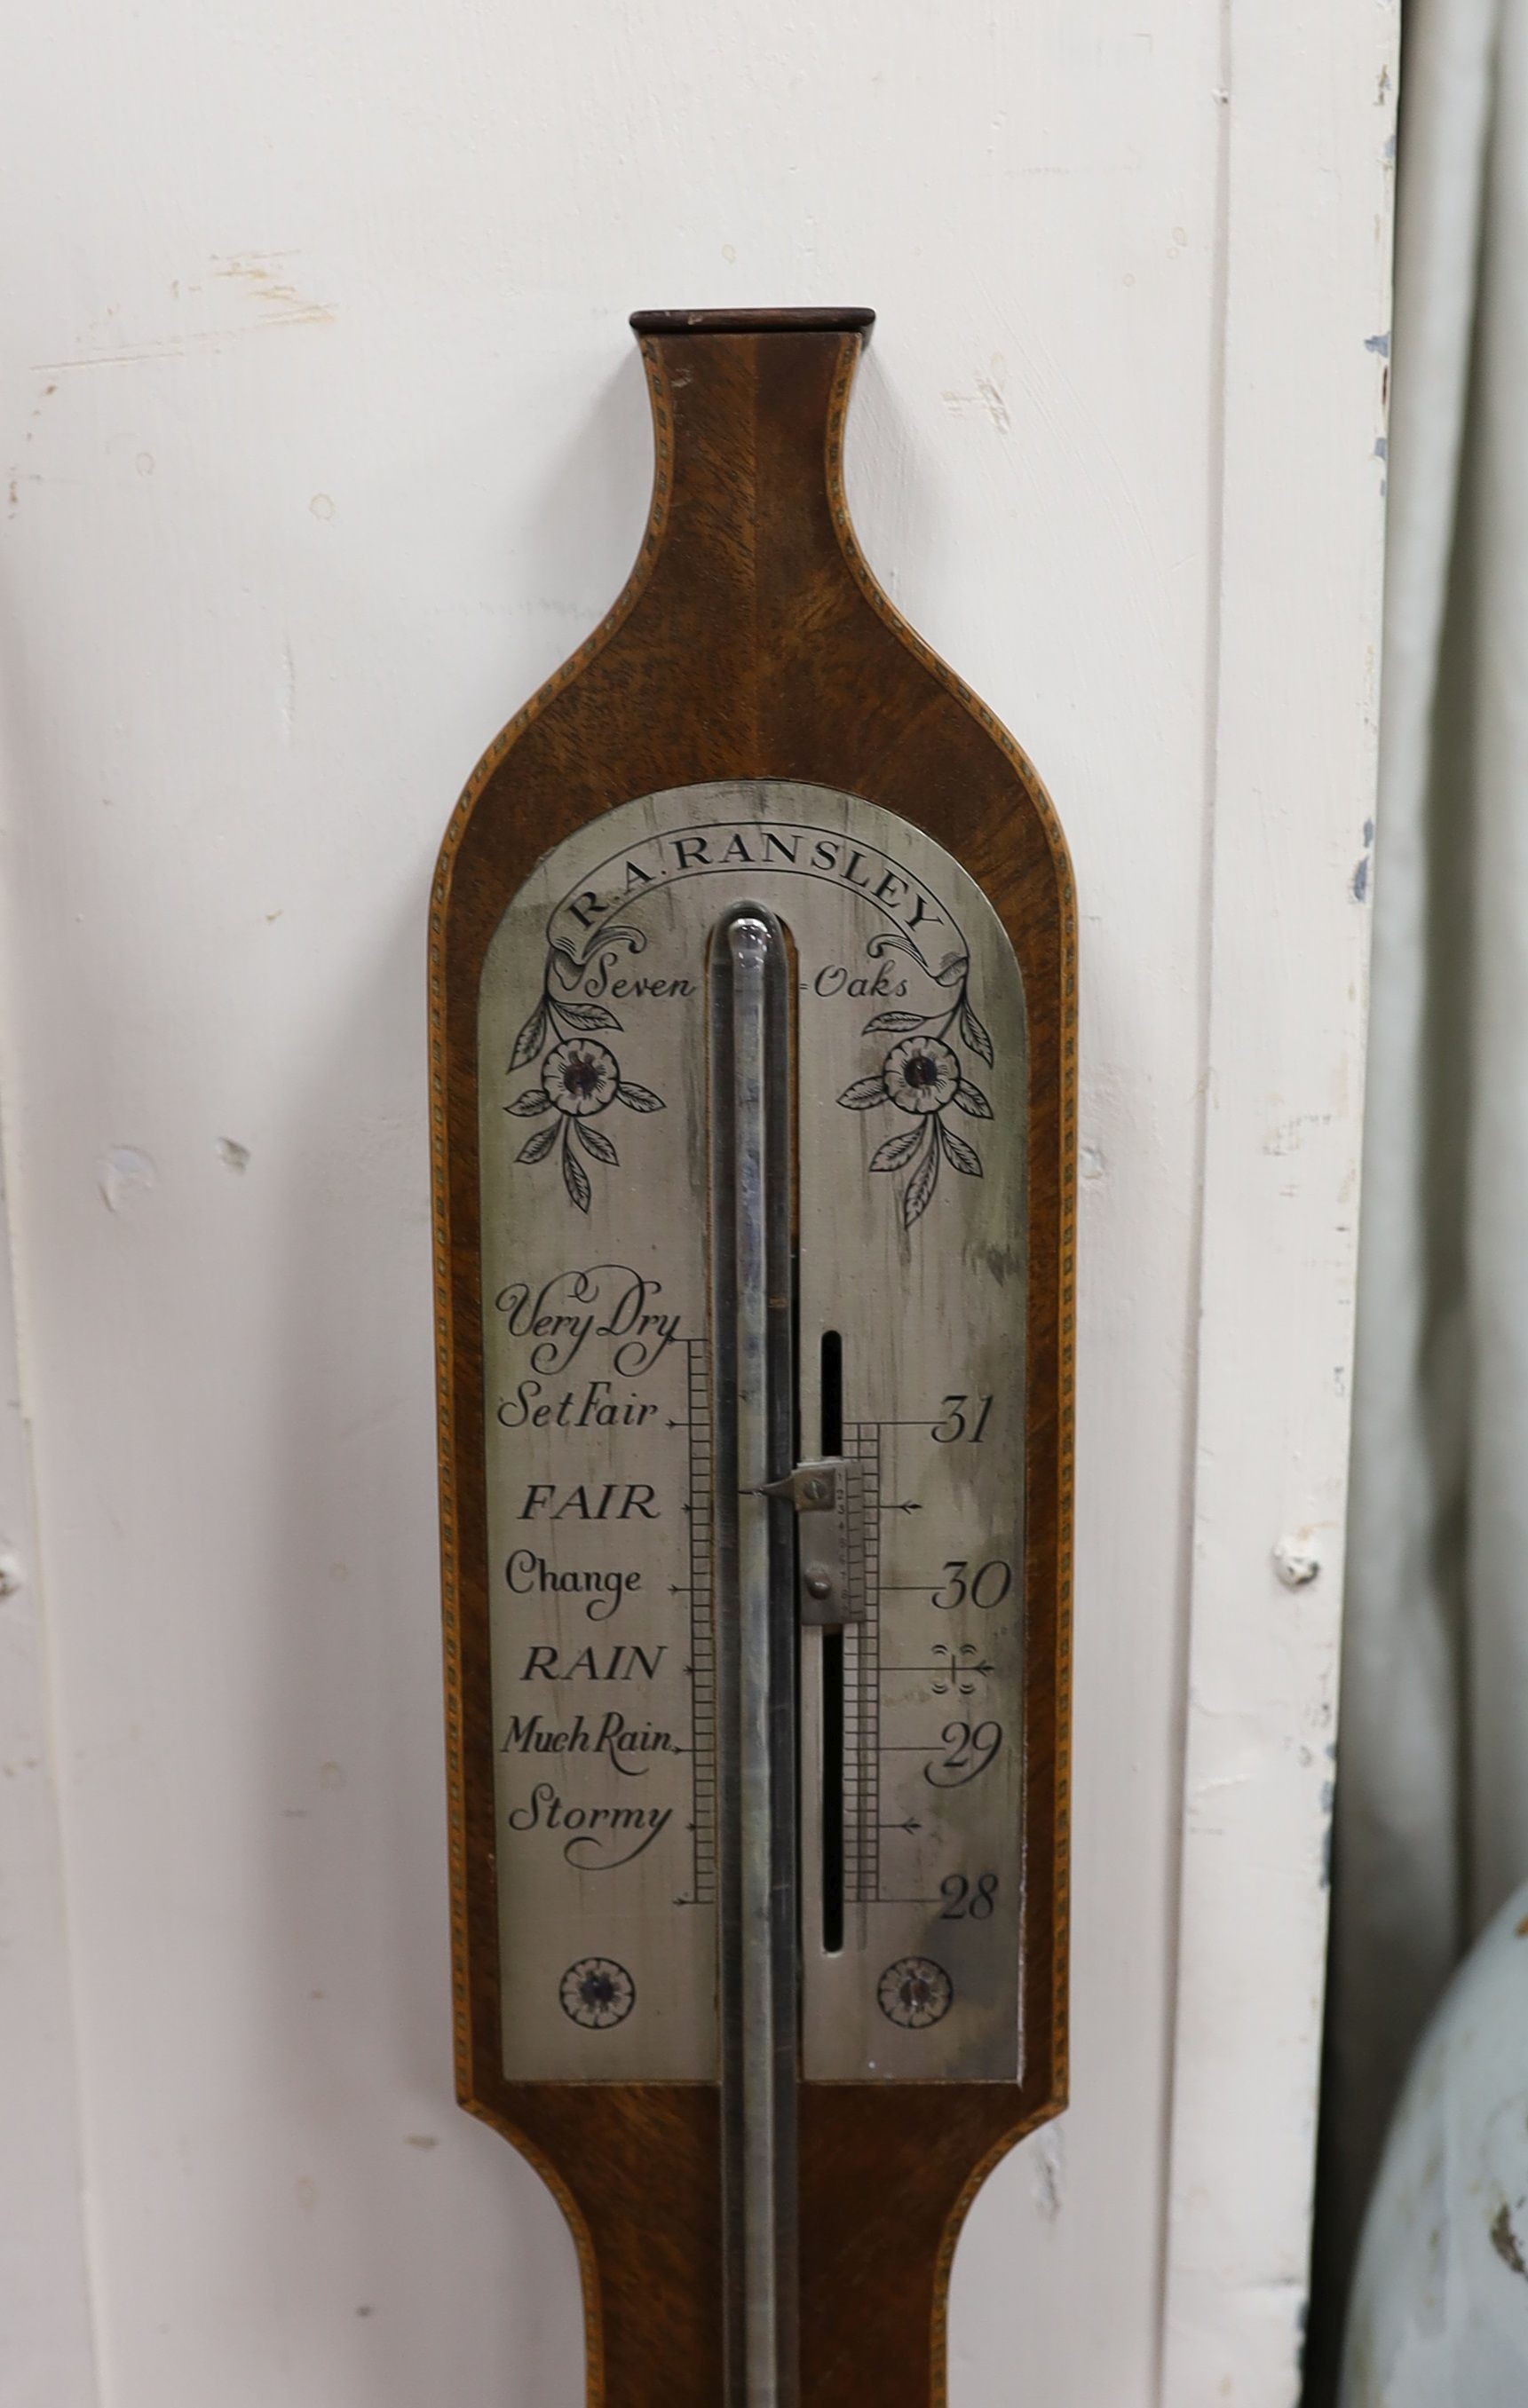 R. A. RANSLEY
Seven = Oaks
Very Dry
Set Fair
31
FAIR
Change
30
RAIN
Much Rain
29
Stormy
28